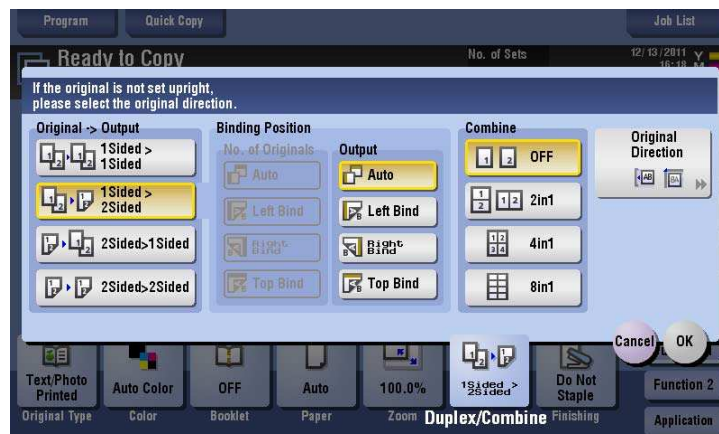 Program
Quick Copy
Job List
Ready to Copy
No. of Sets
12/13/2011
16:18
Y
M
If the original is not set upright,
please select the original direction.
Original -> Output
Binding Position
Combine
No. of Originals
Output
1Sided >
1Sided
1Sided >
2Sided
2Sided>1Sided
2Sided>2Sided
Auto
Left Bind
Right
Bind
Top Bind
Auto
Left Bind
Right
Bind
Top Bind
OFF
2in1
4in1
8in1
Original
Direction
Cancel
OK
Text/Photo
Printed
Auto Color
OFF
Auto
100.0%
1Sided >
2Sided
Do Not
Staple
Function 2
Original Type
Color
Booklet
Paper
Zoom
Duplex/Combine
Finishing
Application